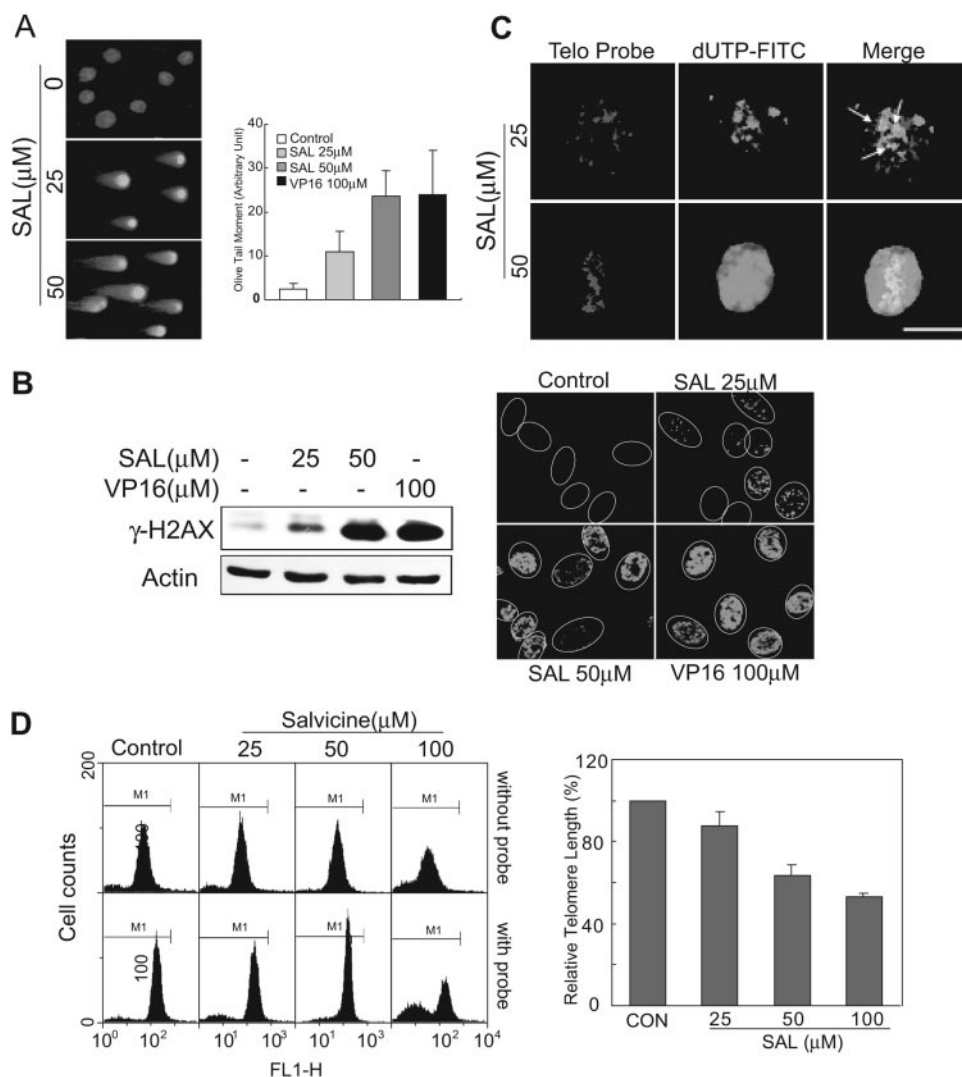 A
SAL(μM)
0
25
50
Olive Tail Moment (Arbitrary Unit)
40
30
20
10
0
Control
SAL 25μM
SAL 50μM
VP16 100μM
C
Telo Probe dUTP-FITC Merge
SAL(μM)
25
50
B
SAL(μM) - 25 50 -
VP16(μM) - - - 100
γ-H2AX
Actin
Control SAL 25μM
SAL 50μM VP16 100μM
D
Salvicine(μM)
Control 25 50 100
Cell counts
200
0
M1 M1 M1 M1
without probe
M1 M1 M1 M1
100
with probe
10⁰ 10² 10¹ 10³ 10¹ 10³ 10⁰ 10² 10⁴
FL1-H
Relative Telomere Length (%)
120
80
40
0
CON 25 50 100
SAL (μM)